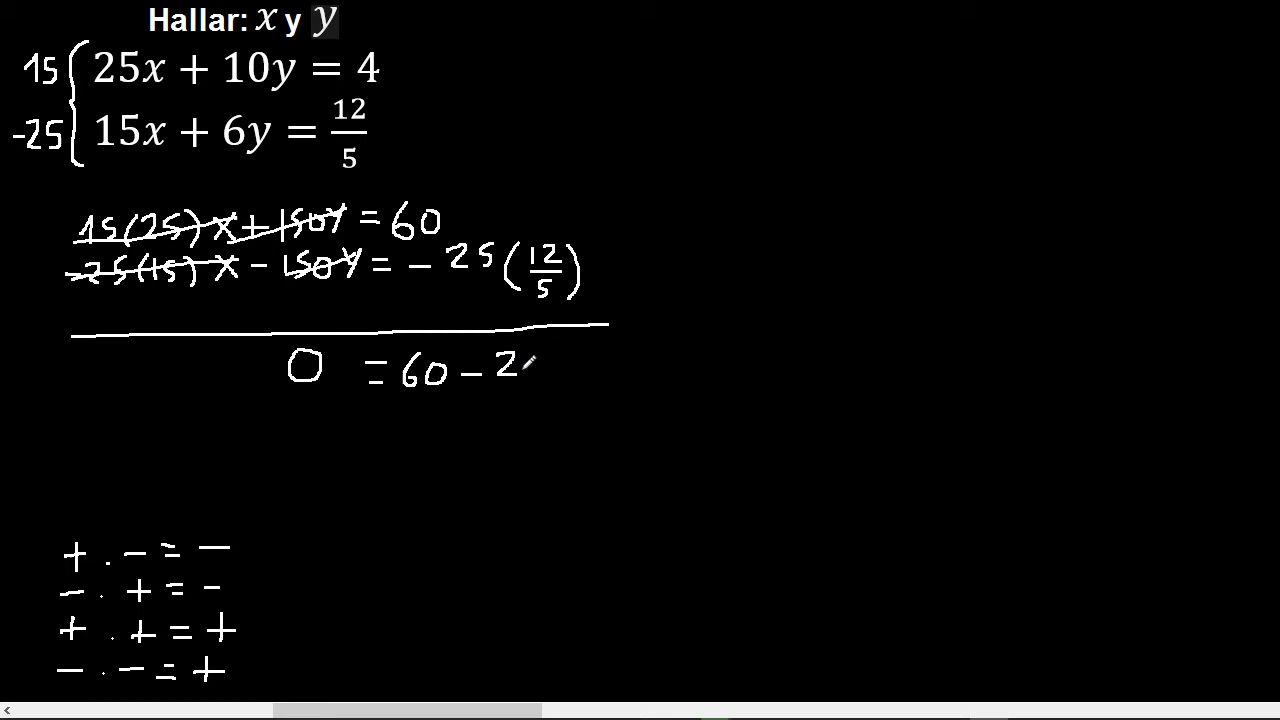 Hallar: x y y
15 25x + 10y = 4
-25 15x + 6y = 12/5
15(25) x + 150y = 60
-25(15) x - 150y = - 25 (12/5)
0 = 60 - 2
+ . - = -
- . + = -
+ . + = +
- . - = +